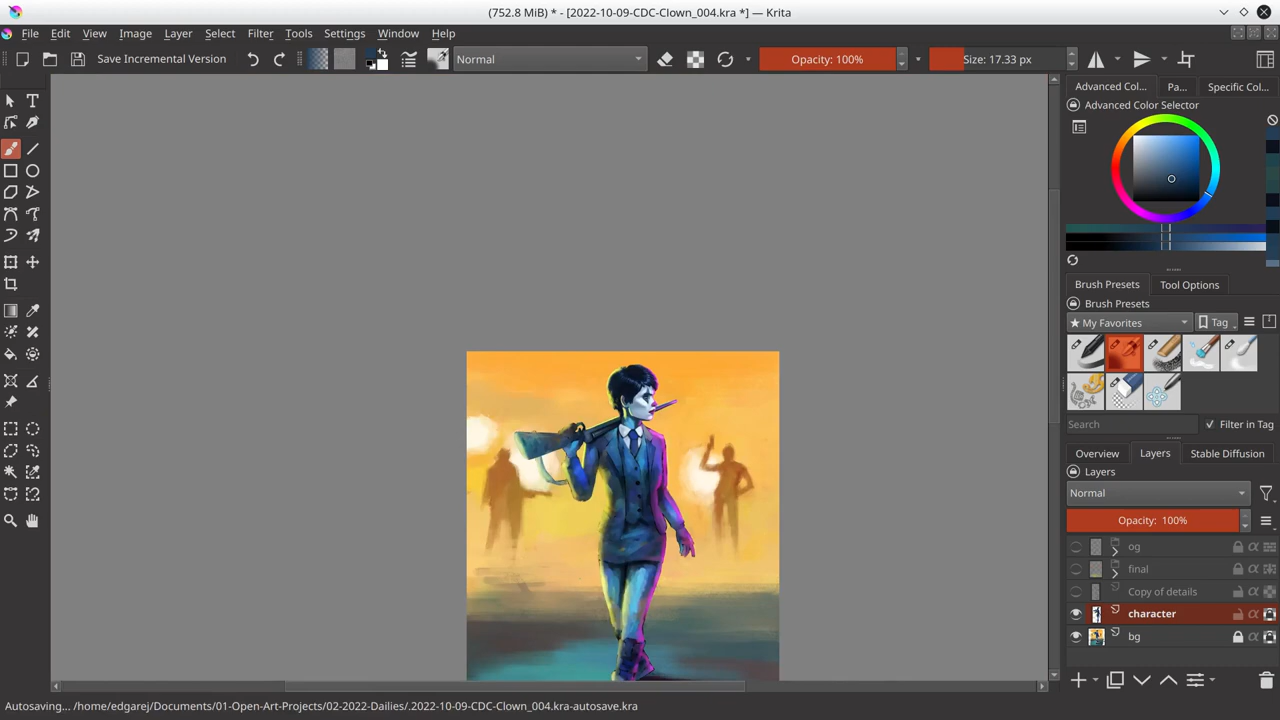 (752.8 MiB) * - [2022-10-09-CDC-Clown_004.kra *] — Krita
File Edit View Image Layer Select Filter Tools Settings Window Help
Save Incremental Version Normal Opacity: 100% Size: 17.33 px
Advanced Col... Pa... Specific Col...
Advanced Color Selector
Brush Presets Tool Options
Brush Presets
★ My Favorites Tag
Search Filter in Tag
Overview Layers Stable Diffusion
Layers
Normal
Opacity: 100%
og
final
Copy of details
character
bg
Autosaving... /home/edgarej/Documents/01-Open-Art-Projects/02-2022-Dailies/.2022-10-09-CDC-Clown_004.kra-autosave.kra